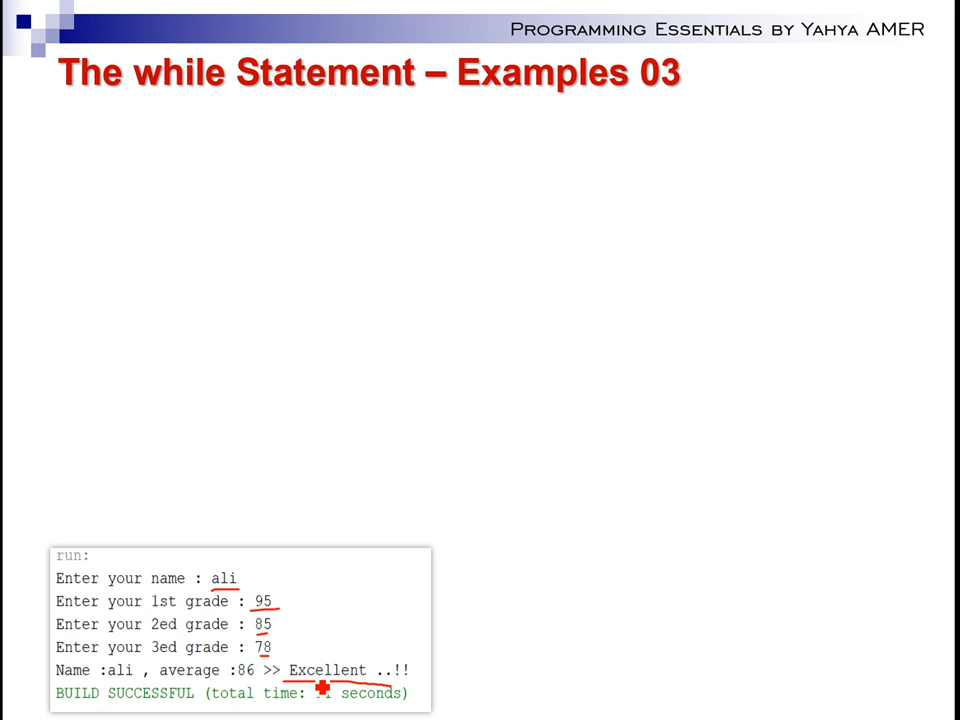 PROGRAMMING ESSENTIALS BY YAHYA AMER
The while Statement – Examples 03
run:
Enter your name : ali
Enter your 1st grade : 95
Enter your 2ed grade : 85
Enter your 3ed grade : 78
Name :ali , average :86 >> Excellent ..!!
BUILD SUCCESSFUL (total time: seconds)